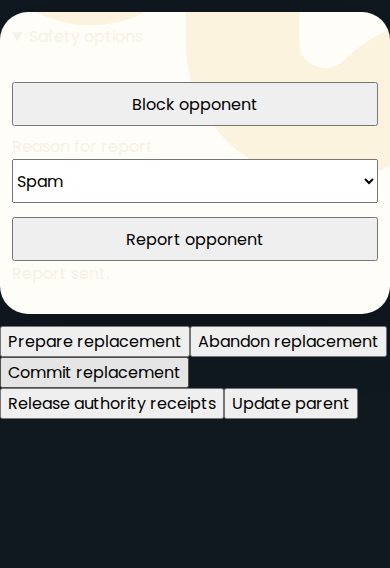 ▼ Safety options
Block opponent
Reason for report
Spam
Report opponent
Report sent.
Prepare replacement Abandon replacement
Commit replacement
Release authority receipts Update parent